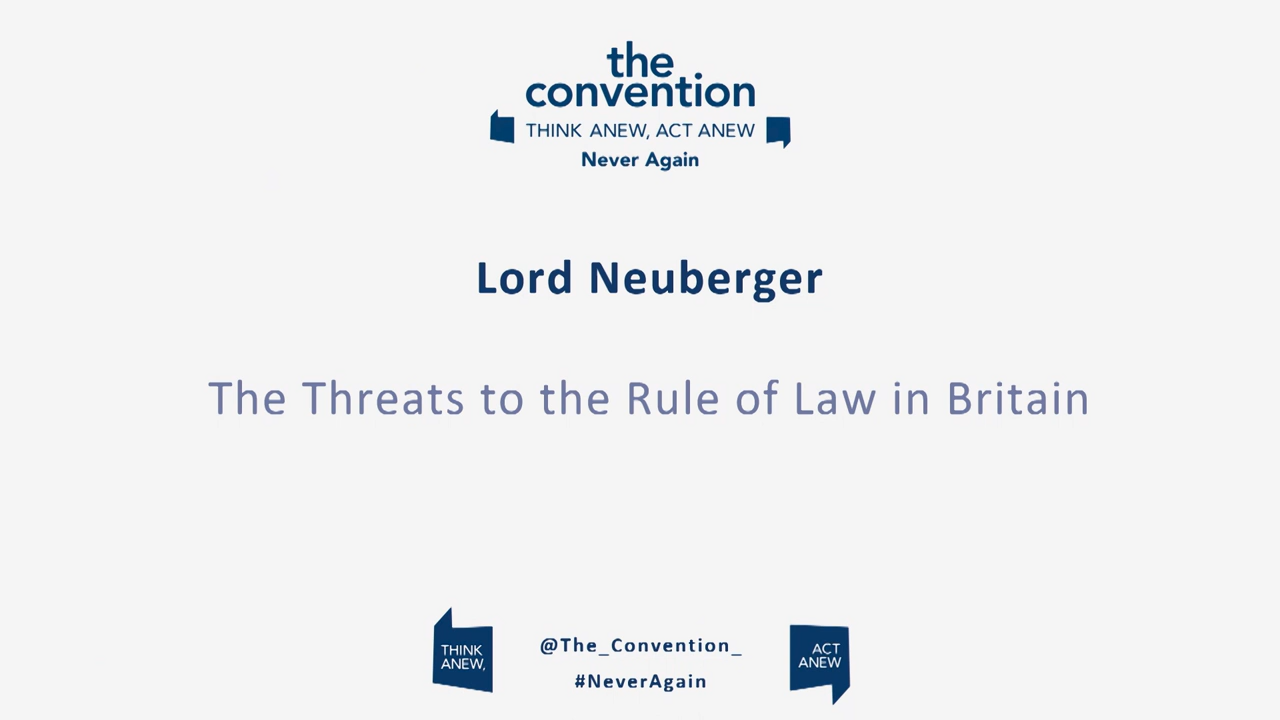 the
convention
THINK ANEW, ACT ANEW
Never Again
Lord Neuberger
The Threats to the Rule of Law in Britain
THINK
ANEW,
@The_Convention_
#NeverAgain
ACT
ANEW